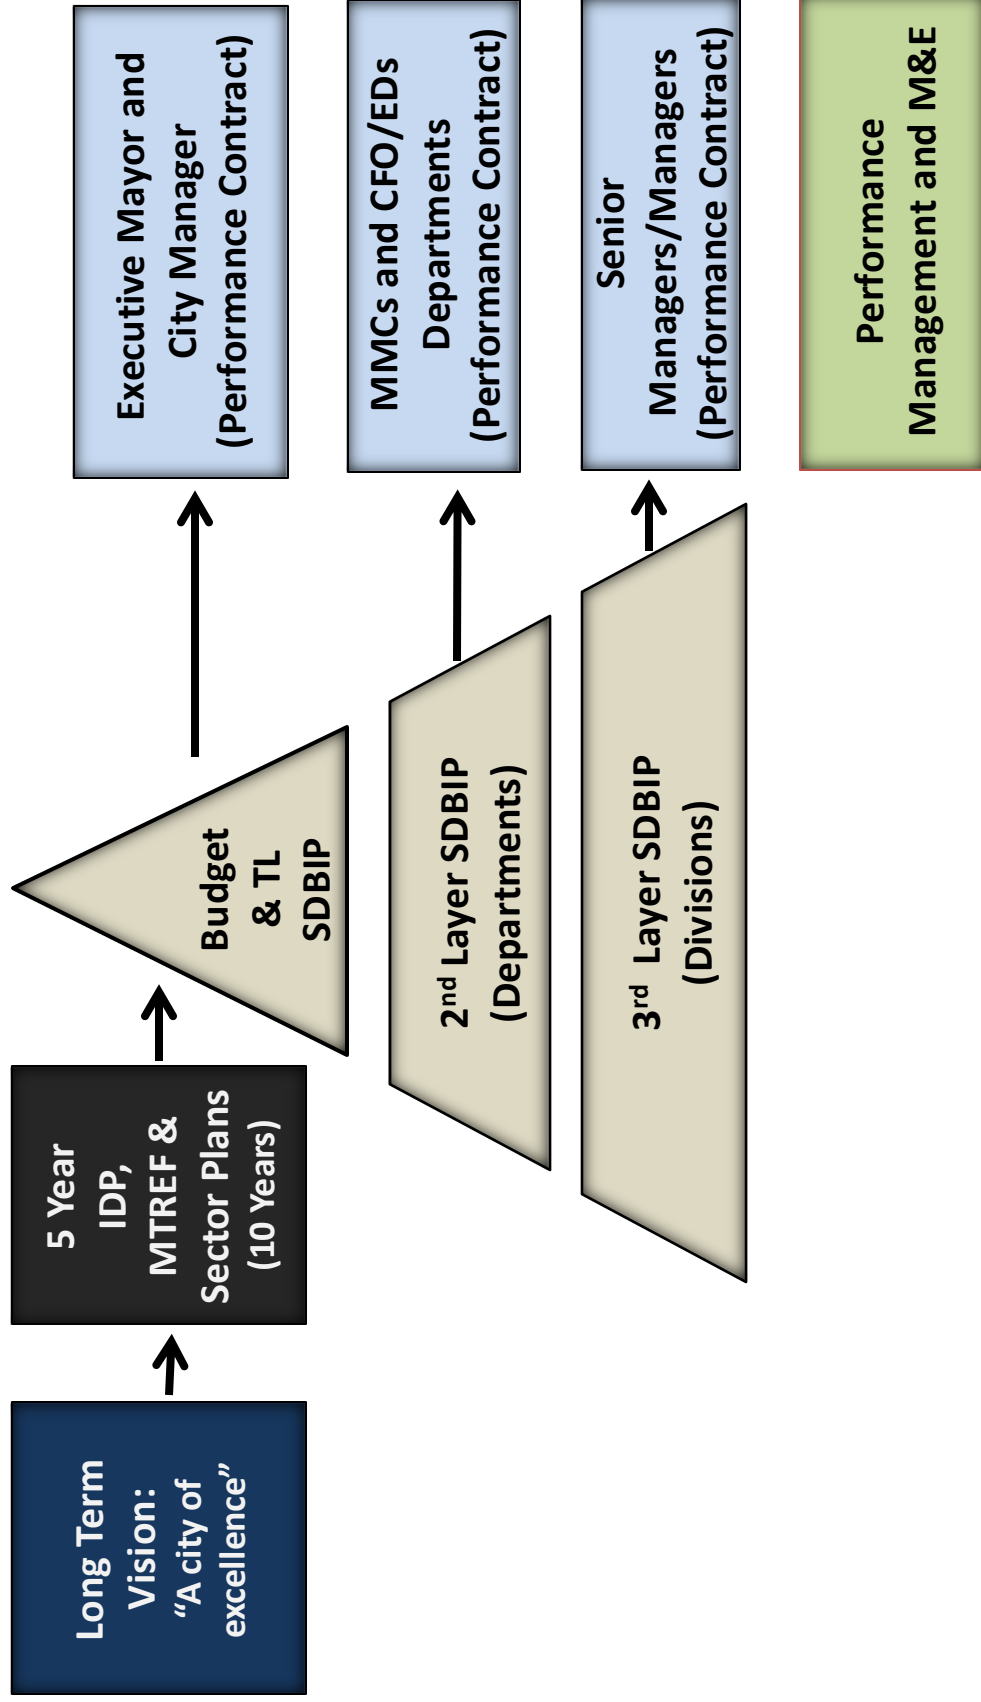 Long Term
Vision:
“A city of
excellence”
5 Year
IDP,
MTREF &
Sector Plans
(10 Years)
Budget
& TL
SDBIP
2nd Layer SDBIP
(Departments)
3rd Layer SDBIP
(Divisions)
Executive Mayor and
City Manager
(Performance Contract)
MMCs and CFO/EDs
Departments
(Performance Contract)
Senior
Managers/Managers
(Performance Contract)
Performance
Management and M&E